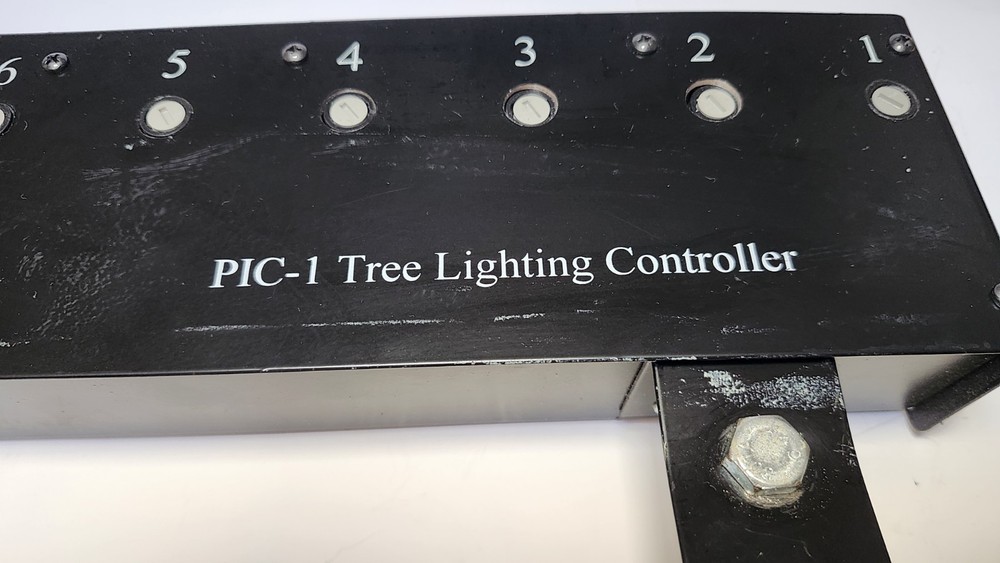 6 5 4 3 2 1
PIC-1 Tree Lighting Controller